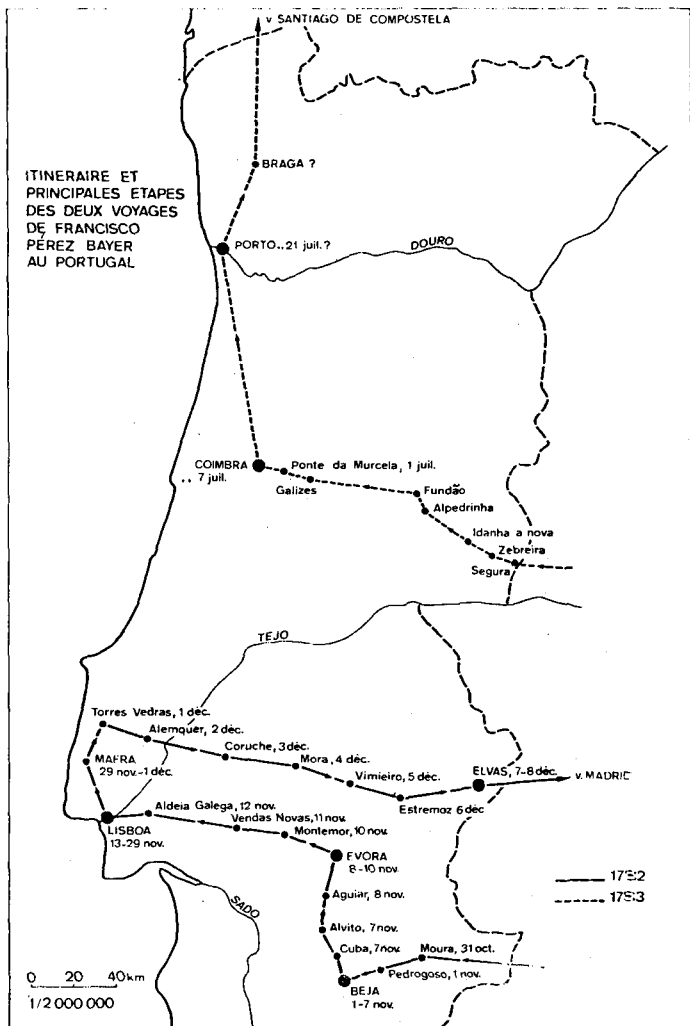 v SANTIAGO DE COMPOSTELA
BRAGA ?
ITINERAIRE ET
PRINCIPALES ETAPES
DES DEUX VOYAGES
DE FRANCISCO
PÉREZ BAYER
AU PORTUGAL
PORTO..21 juil.?
DOURO
COIMBRA
.. 7 juil.
Ponte da Murcela, 1 juil.
Galizes
Fundão
Alpedrinha
Idanha a nova
Zebreira
Segura
TEJO
Torres Vedras, 1 déc.
Alemquer, 2 déc.
Coruche, 3 déc.
Mora, 4 déc.
MAFRA
29 nov.-1 déc.
Vimieiro, 5 déc.
ELVAS, 7-8 déc.
v. MADRID
Estremoz 6 déc
Aldeia Galega, 12 nov.
LISBOA
13-29 nov.
Vendas Novas, 11 nov.
Montemor, 10 nov.
EVORA
8-10 nov.
SADO
Aguiar, 8 nov.
1782
1783
Alvito, 7 nov.
Cuba, 7 nov.
Moura, 31 oct.
Pedrogoso, 1 nov.
BEJA
1-7 nov.
0 20 40 km
1/2 000 000